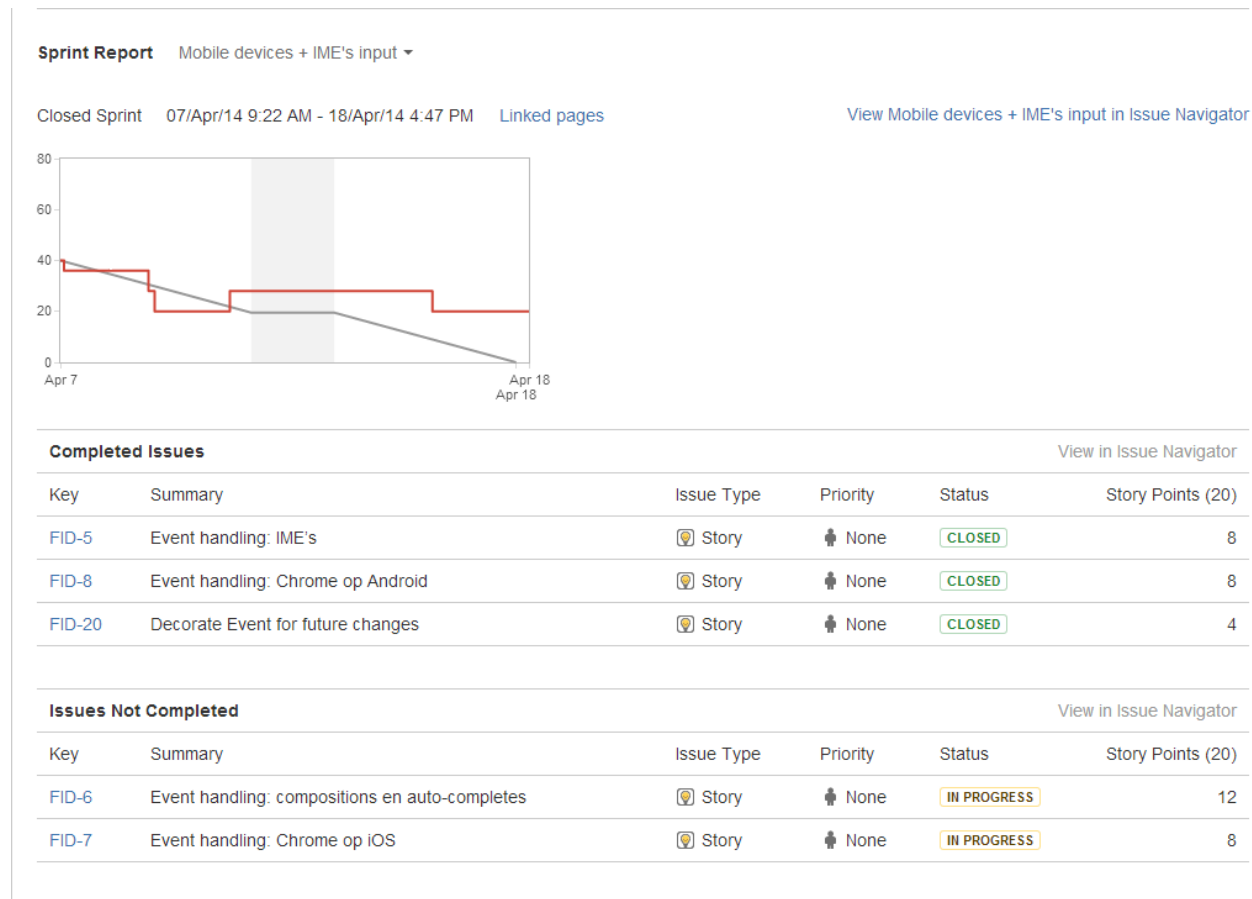 Sprint Report Mobile devices + IME's input
Closed Sprint 07/Apr/14 9:22 AM - 18/Apr/14 4:47 PM Linked pages View Mobile devices + IME's input in Issue Navigator
80
60
40
20
0
Apr 7 Apr 18
Apr 18
Completed Issues View in Issue Navigator
Key Summary Issue Type Priority Status Story Points (20)
FID-5 Event handling: IME's Story None CLOSED 8
FID-8 Event handling: Chrome op Android Story None CLOSED 8
FID-20 Decorate Event for future changes Story None CLOSED 4
Issues Not Completed View in Issue Navigator
Key Summary Issue Type Priority Status Story Points (20)
FID-6 Event handling: compositions en auto-completes Story None IN PROGRESS 12
FID-7 Event handling: Chrome op iOS Story None IN PROGRESS 8